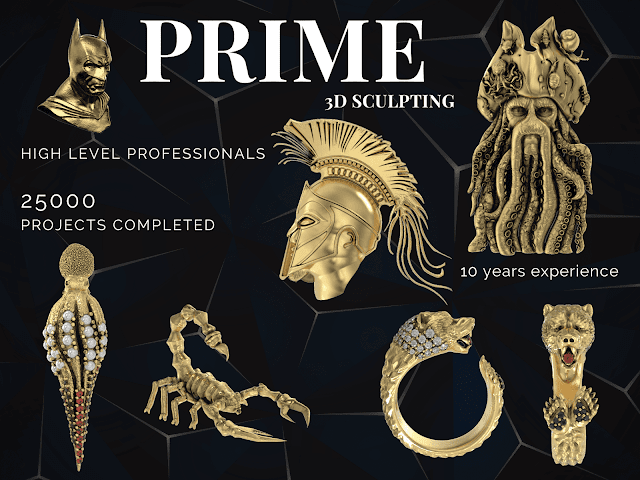 PRIME
3D SCULPTING
HIGH LEVEL PROFESSIONALS
25000
PROJECTS COMPLETED
10 years experience